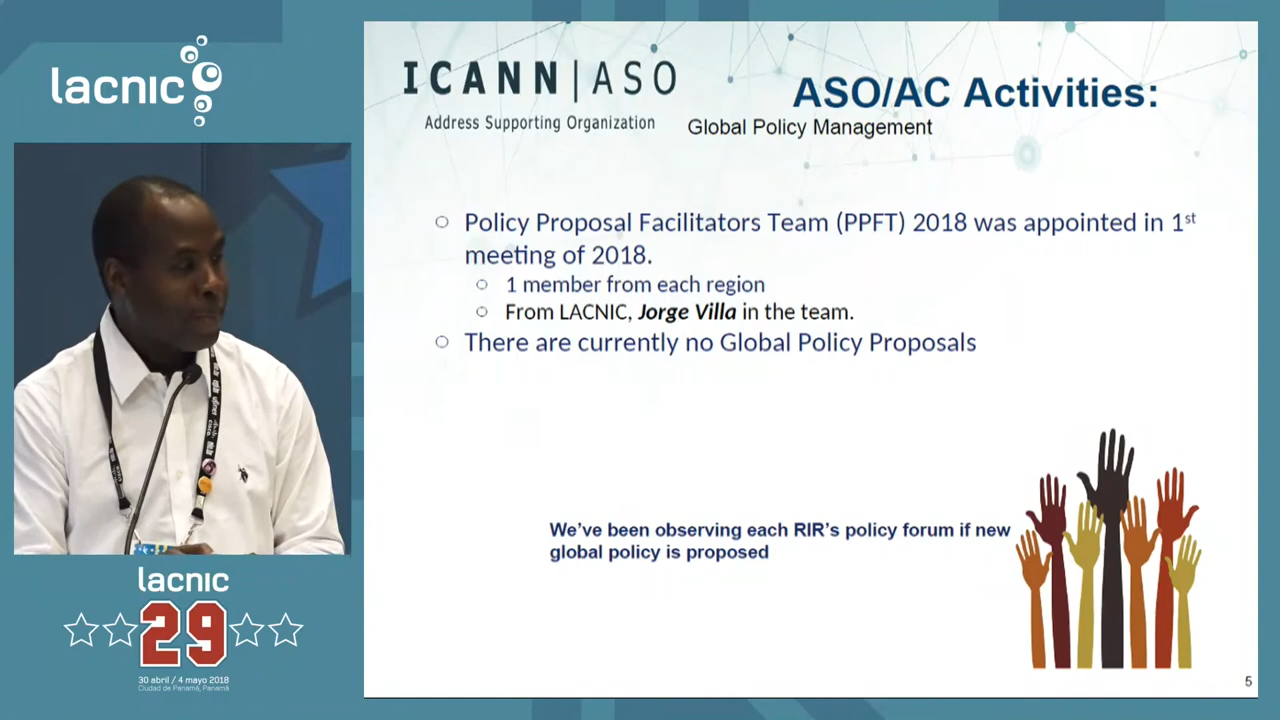 lacnic
ICANN | ASO
Address Supporting Organization
ASO/AC Activities:
Global Policy Management
Policy Proposal Facilitators Team (PPFT) 2018 was appointed in 1st
meeting of 2018.
1 member from each region
From LACNIC, Jorge Villa in the team.
There are currently no Global Policy Proposals
We've been observing each RIR's policy forum if new
global policy is proposed
5
lacnic
29
30 abril / 4 mayo 2018
Ciudad de Panamá, Panamá